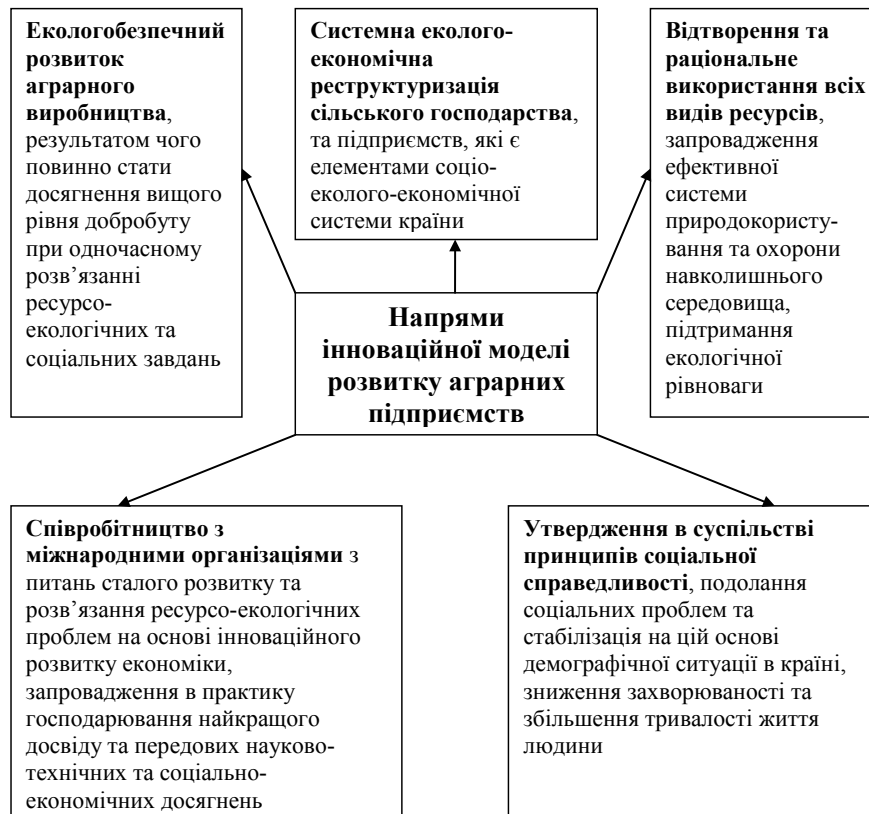 Екологобезпечний
розвиток
аграрного
виробництва,
результатом чого
повинно стати
досягнення вищого
рівня добробуту
при одночасному
розв’язанні
ресурсо-
екологічних та
соціальних завдань
Системна еколого-
економічна
реструктуризація
сільського господарства,
та підприємств, які є
елементами соціо-
еколого-економічної
системи країни
Відтворення та
раціональне
використання всіх
видів ресурсів,
запровадження
ефективної
системи
природокористу-
вання та охорони
навколишнього
середовища,
підтримання
екологічної
рівноваги
Напрями
інноваційної моделі
розвитку аграрних
підприємств
Співробітництво з
міжнародними організаціями з
питань сталого розвитку та
розв’язання ресурсо-екологічних
проблем на основі інноваційного
розвитку економіки,
запровадження в практику
господарювання найкращого
досвіду та передових науково-
технічних та соціально-
економічних досягнень
Утвердження в суспільстві
принципів соціальної
справедливості, подолання
соціальних проблем та
стабілізація на цій основі
демографічної ситуації в країні,
зниження захворюваності та
збільшення тривалості життя
людини